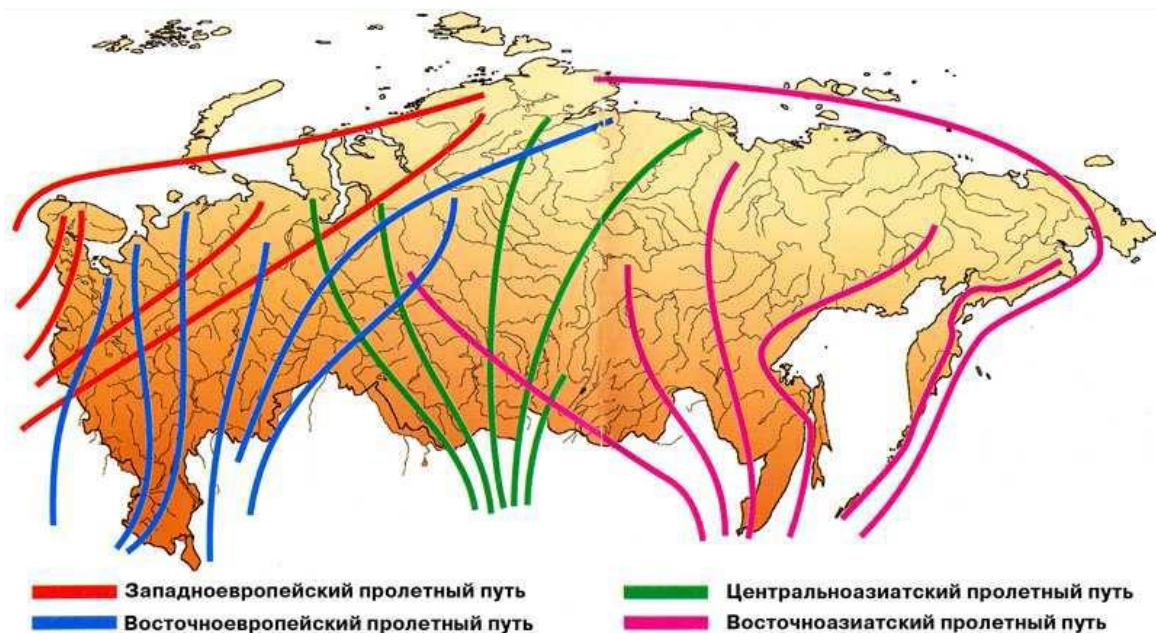 Западноевропейский пролетный путь
Восточноевропейский пролетный путь
Центральноазиатский пролетный путь
Восточноазиатский пролетный путь